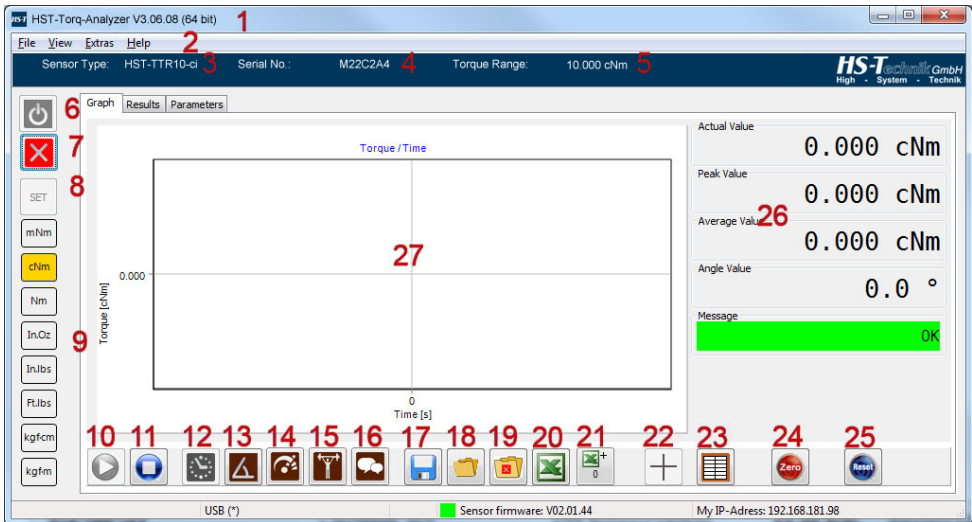 HS-T HST-Torq-Analyzer V3.06.08 (64 bit) 1
File View Extras Help 2
Sensor Type: HST-TTR10-ci 3 Serial No.: M22C2A4 4 Torque Range: 10.000 cNm 5
HS-Technik GmbH
High - System - Technik
6
Graph Results Parameters
7
8
SET
mNm
cNm
Nm
9
In.Oz
In.lbs
Ft.lbs
kgf·cm
kgf·m
Torque / Time
27
0.000
Torque [cNm]
0
Time [s]
Actual Value
0.000 cNm
Peak Value
0.000 cNm
Average Value 26
0.000 cNm
Angle Value
0.0 °
Message
OK
10 11 12 13 14 15 16 17 18 19 20 21 22 23 24 25
+
0
Zero
Reset
USB (*) Sensor firmware: V02.01.44 My IP-Adress: 192.168.181.98